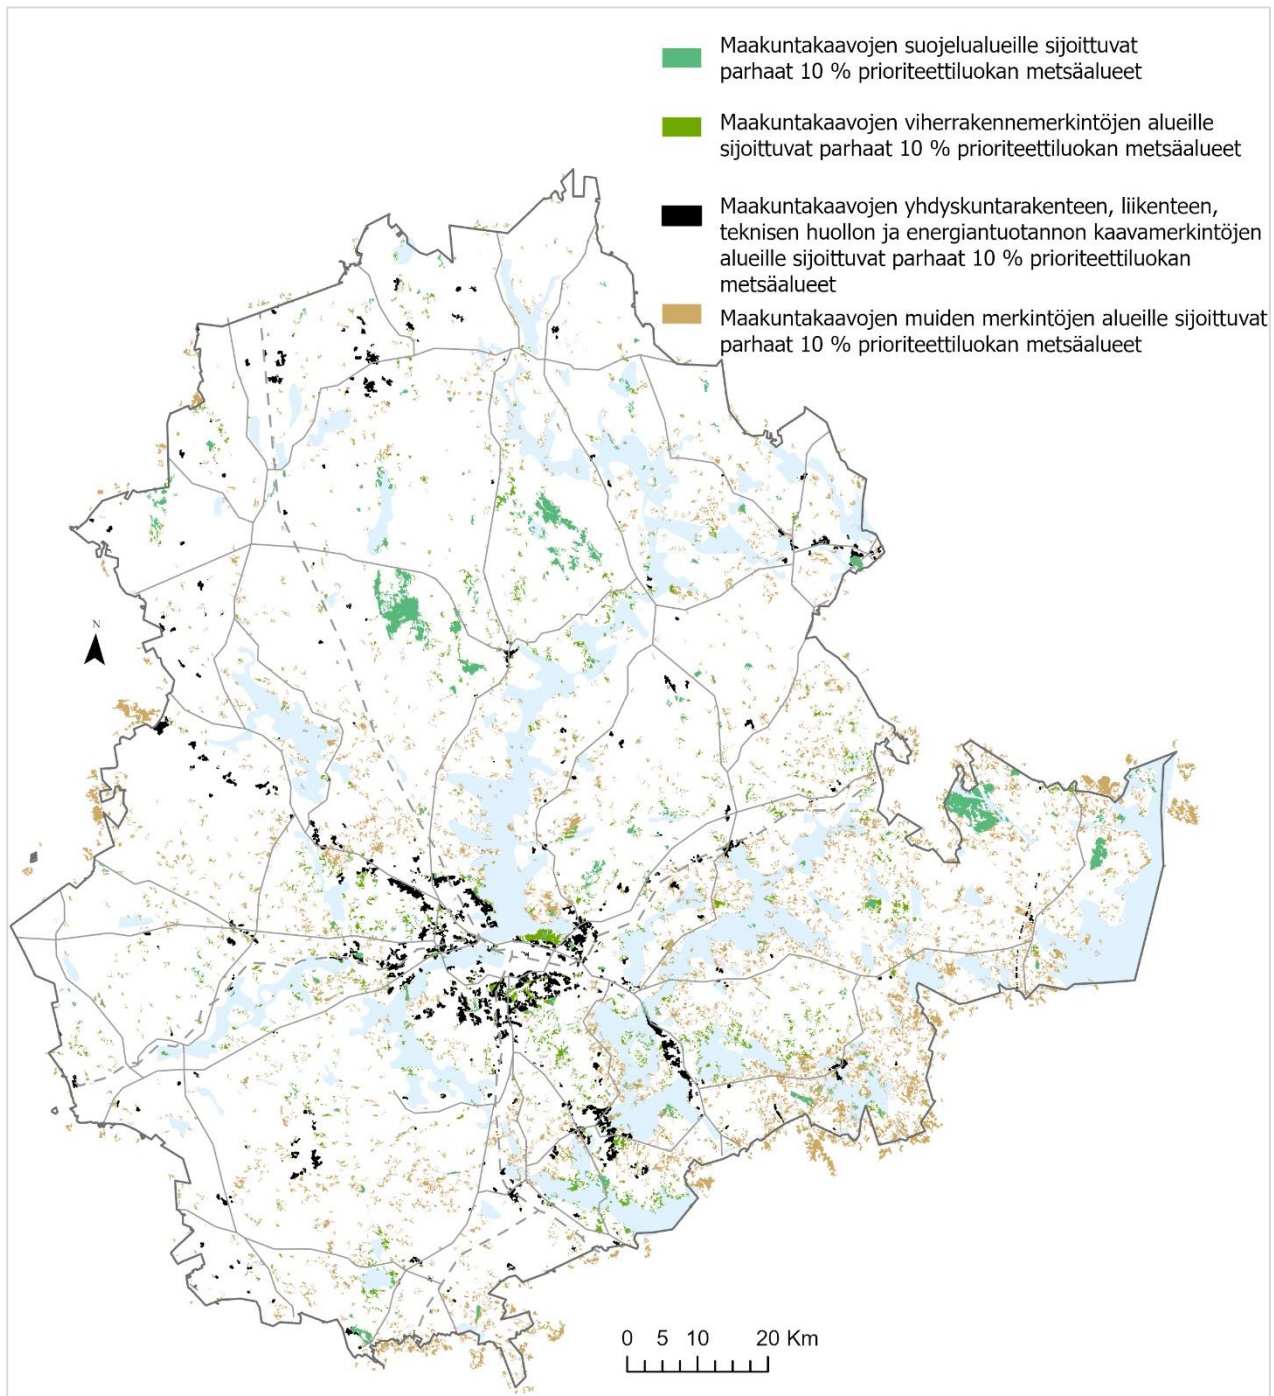 Maakuntakaavojen suojelualueille sijoittuvat
parhaat 10 % prioriteettiluokan metsäalueet
Maakuntakaavojen viherrakennemerkintöjen alueille
sijoittuvat parhaat 10 % prioriteettiluokan metsäalueet
Maakuntakaavojen yhdyskuntarakenteen, liikenteen,
teknisen huollon ja energiantuotannon kaavamerkintöjen
alueille sijoittuvat parhaat 10 % prioriteettiluokan
metsäalueet
Maakuntakaavojen muiden merkintöjen alueille sijoittuvat
parhaat 10 % prioriteettiluokan metsäalueet
N
0 5 10 20 Km